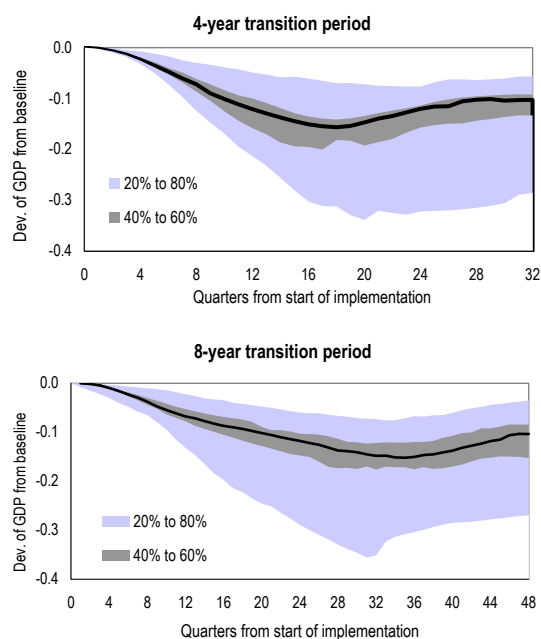 4-year transition period
0.0
-0.1
-0.2
-0.3
-0.4
Dev. of GDP from baseline
20% to 80%
40% to 60%
0 4 8 12 16 20 24 28 32
Quarters from start of implementation
8-year transition period
0.0
-0.1
-0.2
-0.3
-0.4
Dev. of GDP from baseline
20% to 80%
40% to 60%
0 4 8 12 16 20 24 28 32 36 40 44 48
Quarters from start of implementation